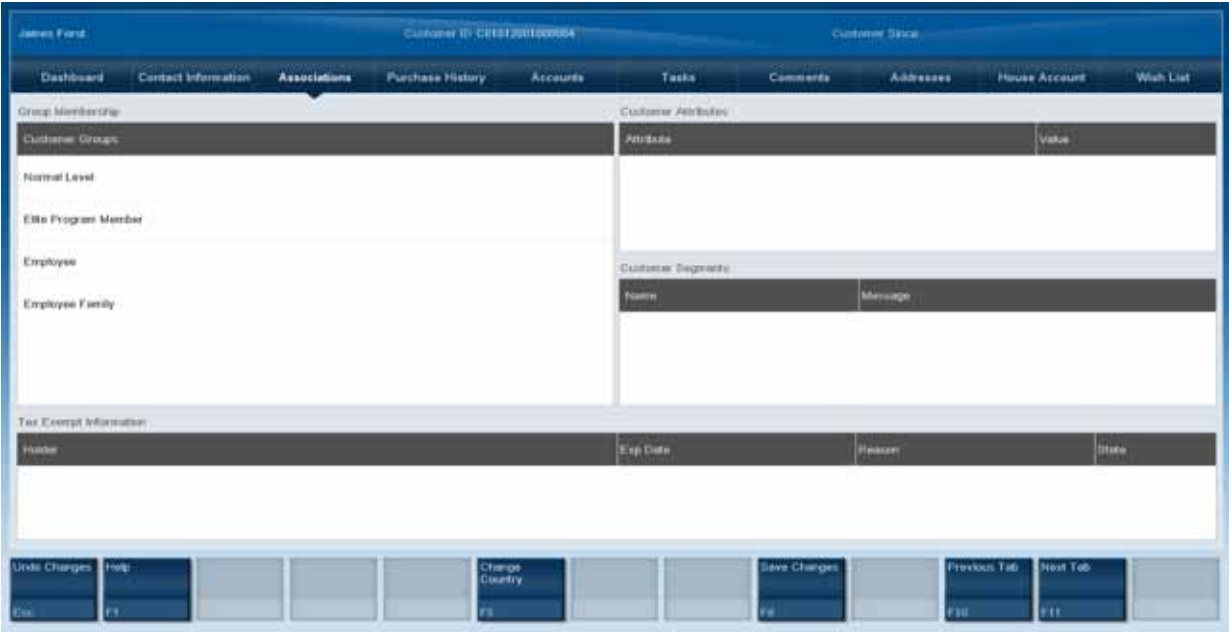 James Ford
Customer ID C01012001000004
Customer Since
Dashboard Contact Information Associations Purchase History Accounts Tasks Comments Addresses House Account Wish List
Group Membership
Customer Groups
Normal Level
Elite Program Member
Employee
Employee Family
Customer Attributes
Attribute Value
Customer Segments
Name Message
Tax Exempt Information
Holder Exp Date Reason State
Undo Changes
Esc
Help
F1
Change
Country
F5
Save Changes
F8
Previous Tab
F10
Next Tab
F11